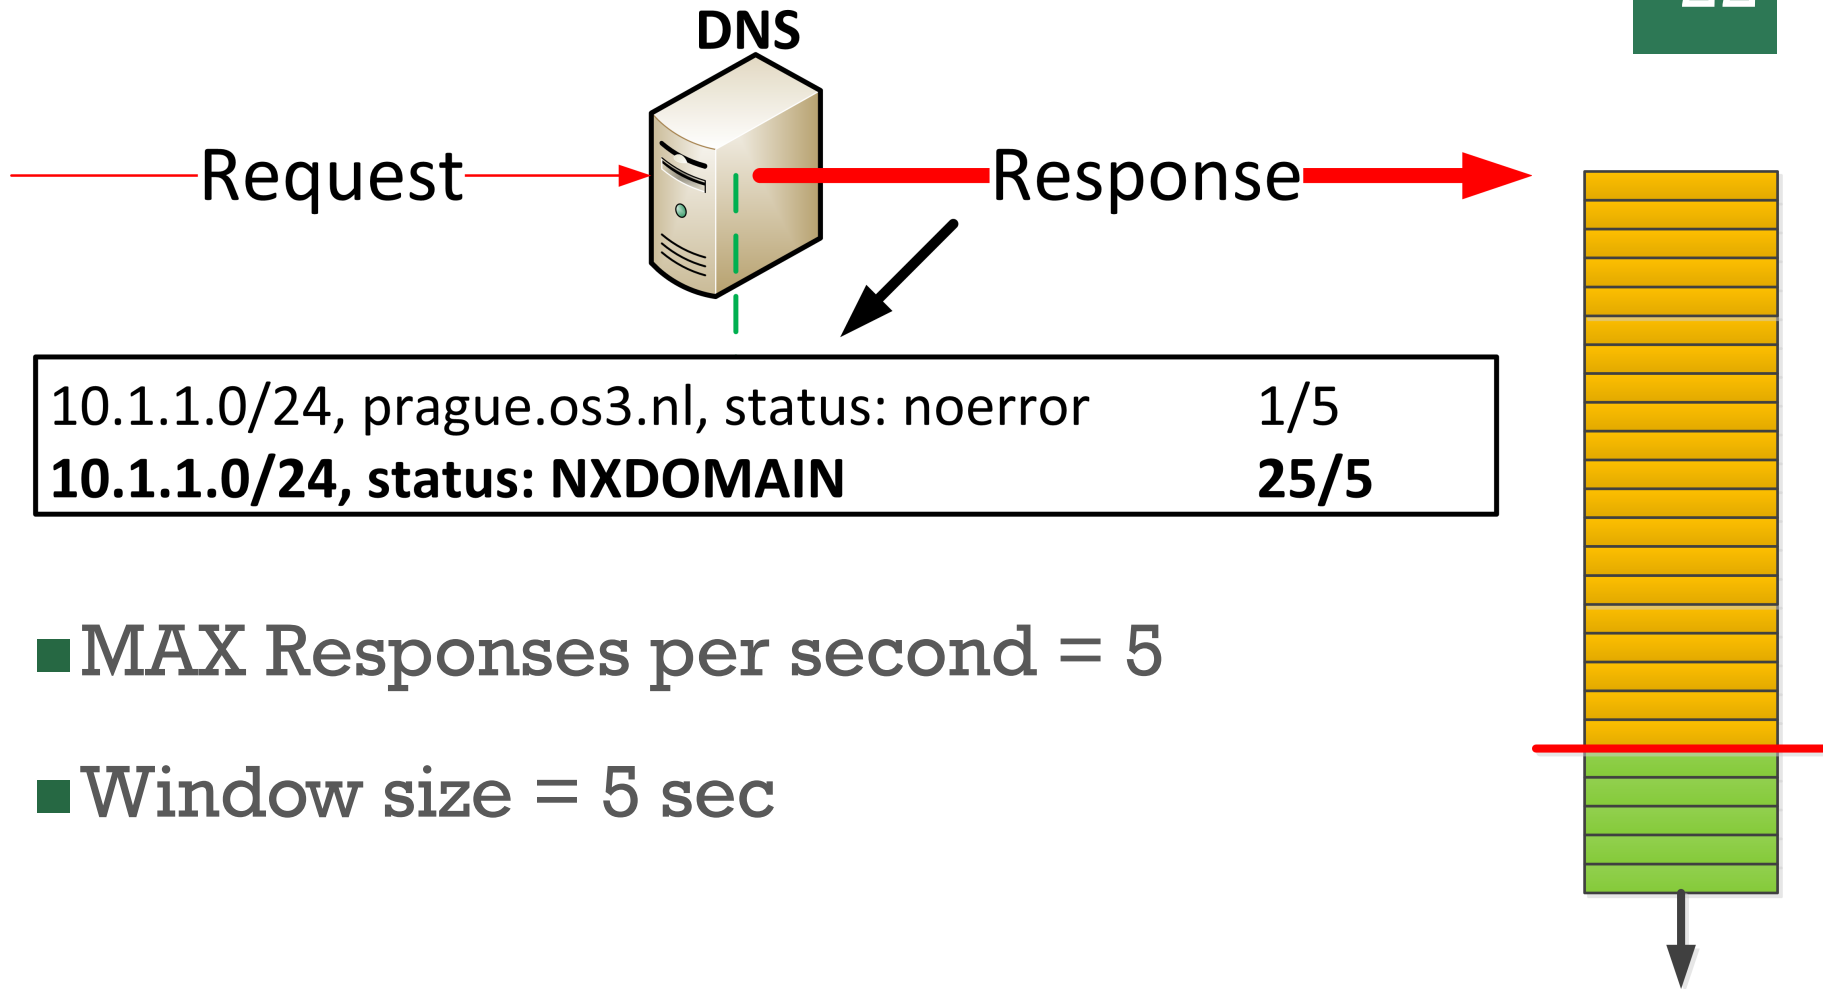 DNS
Request
Response
10.1.1.0/24, prague.os3.nl, status: noerror 1/5
10.1.1.0/24, status: NXDOMAIN 25/5
MAX Responses per second = 5
Window size = 5 sec